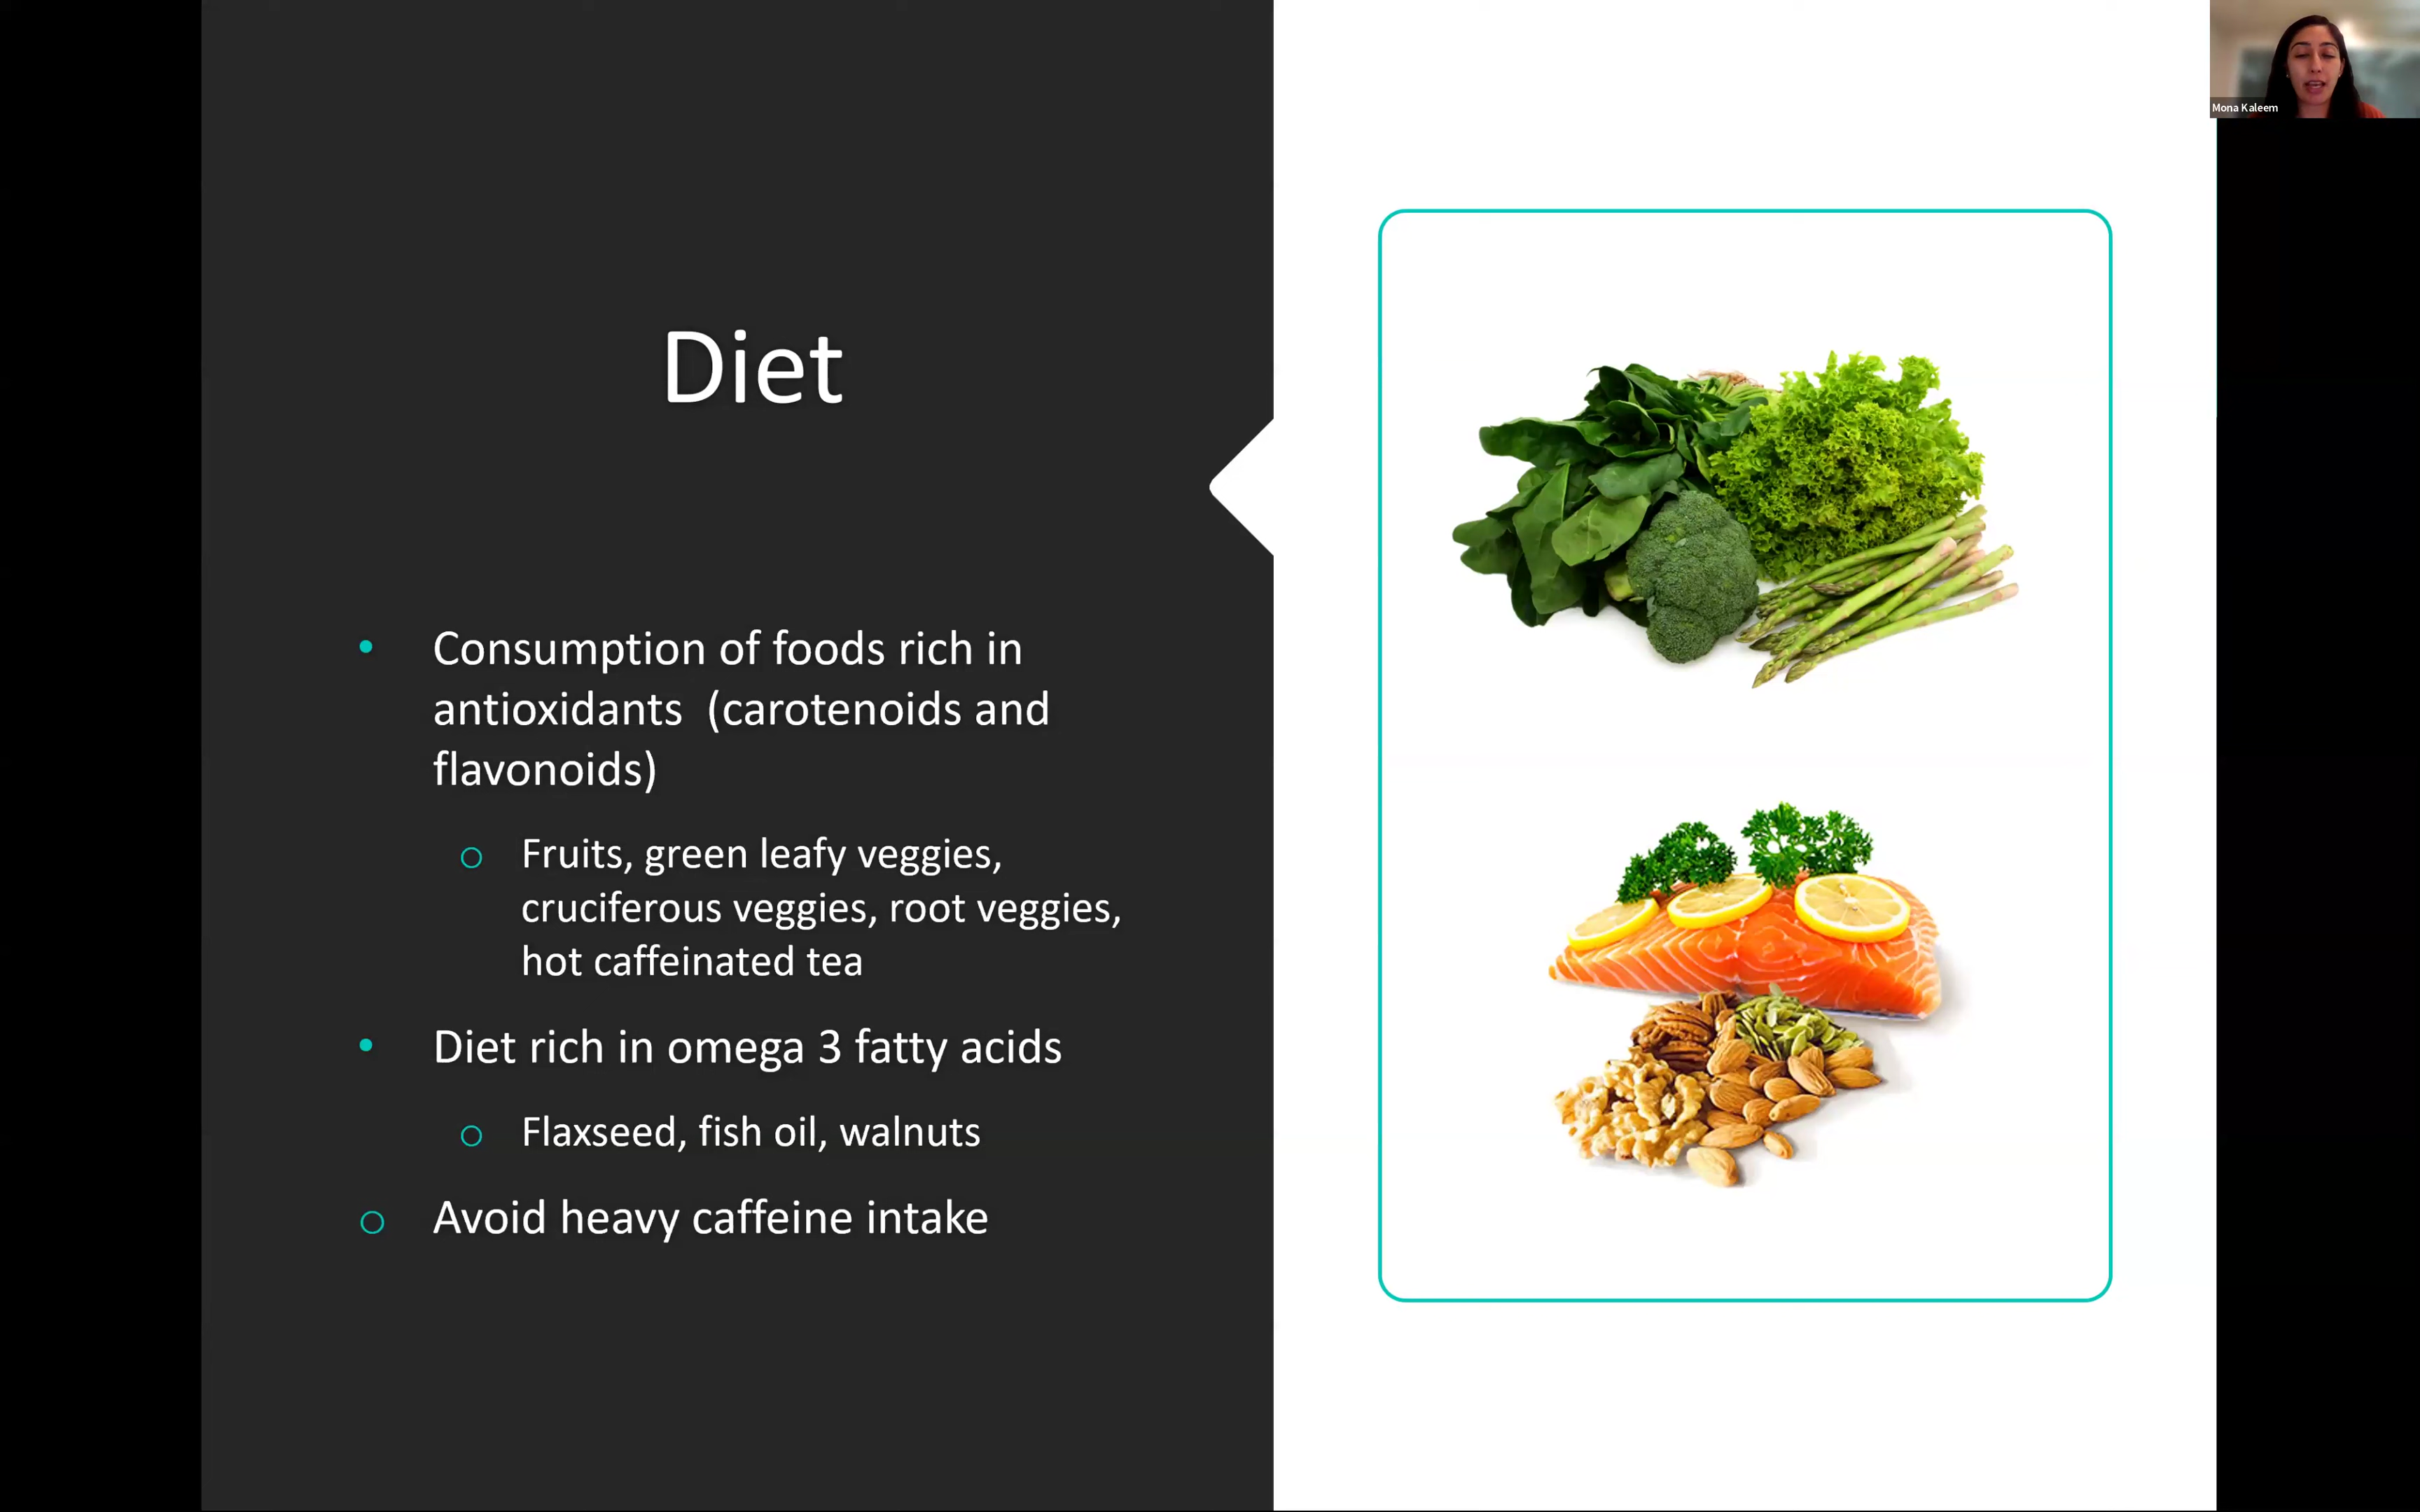 Mona Kaleem
Diet
• Consumption of foods rich in
antioxidants  (carotenoids and
flavonoids)
o Fruits, green leafy veggies,
cruciferous veggies, root veggies,
hot caffeinated tea
• Diet rich in omega 3 fatty acids
o Flaxseed, fish oil, walnuts
o Avoid heavy caffeine intake